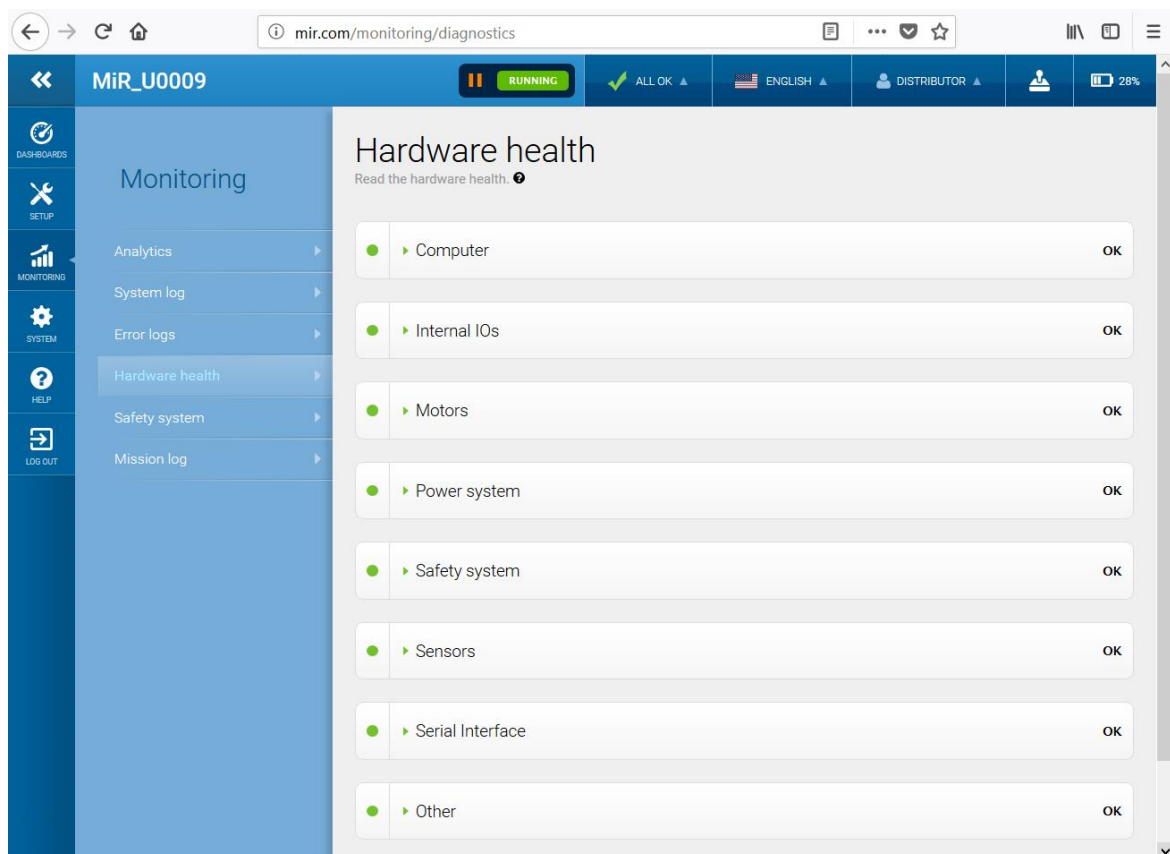 mir.com/monitoring/diagnostics
MiR_U0009
RUNNING
ALL OK
ENGLISH
DISTRIBUTOR
28%
DASHBOARDS
SETUP
MONITORING
SYSTEM
HELP
LOG OUT
Monitoring
Analytics
System log
Error logs
Hardware health
Safety system
Mission log
Hardware health
Read the hardware health. ?
Computer OK
Internal IOs OK
Motors OK
Power system OK
Safety system OK
Sensors OK
Serial Interface OK
Other OK